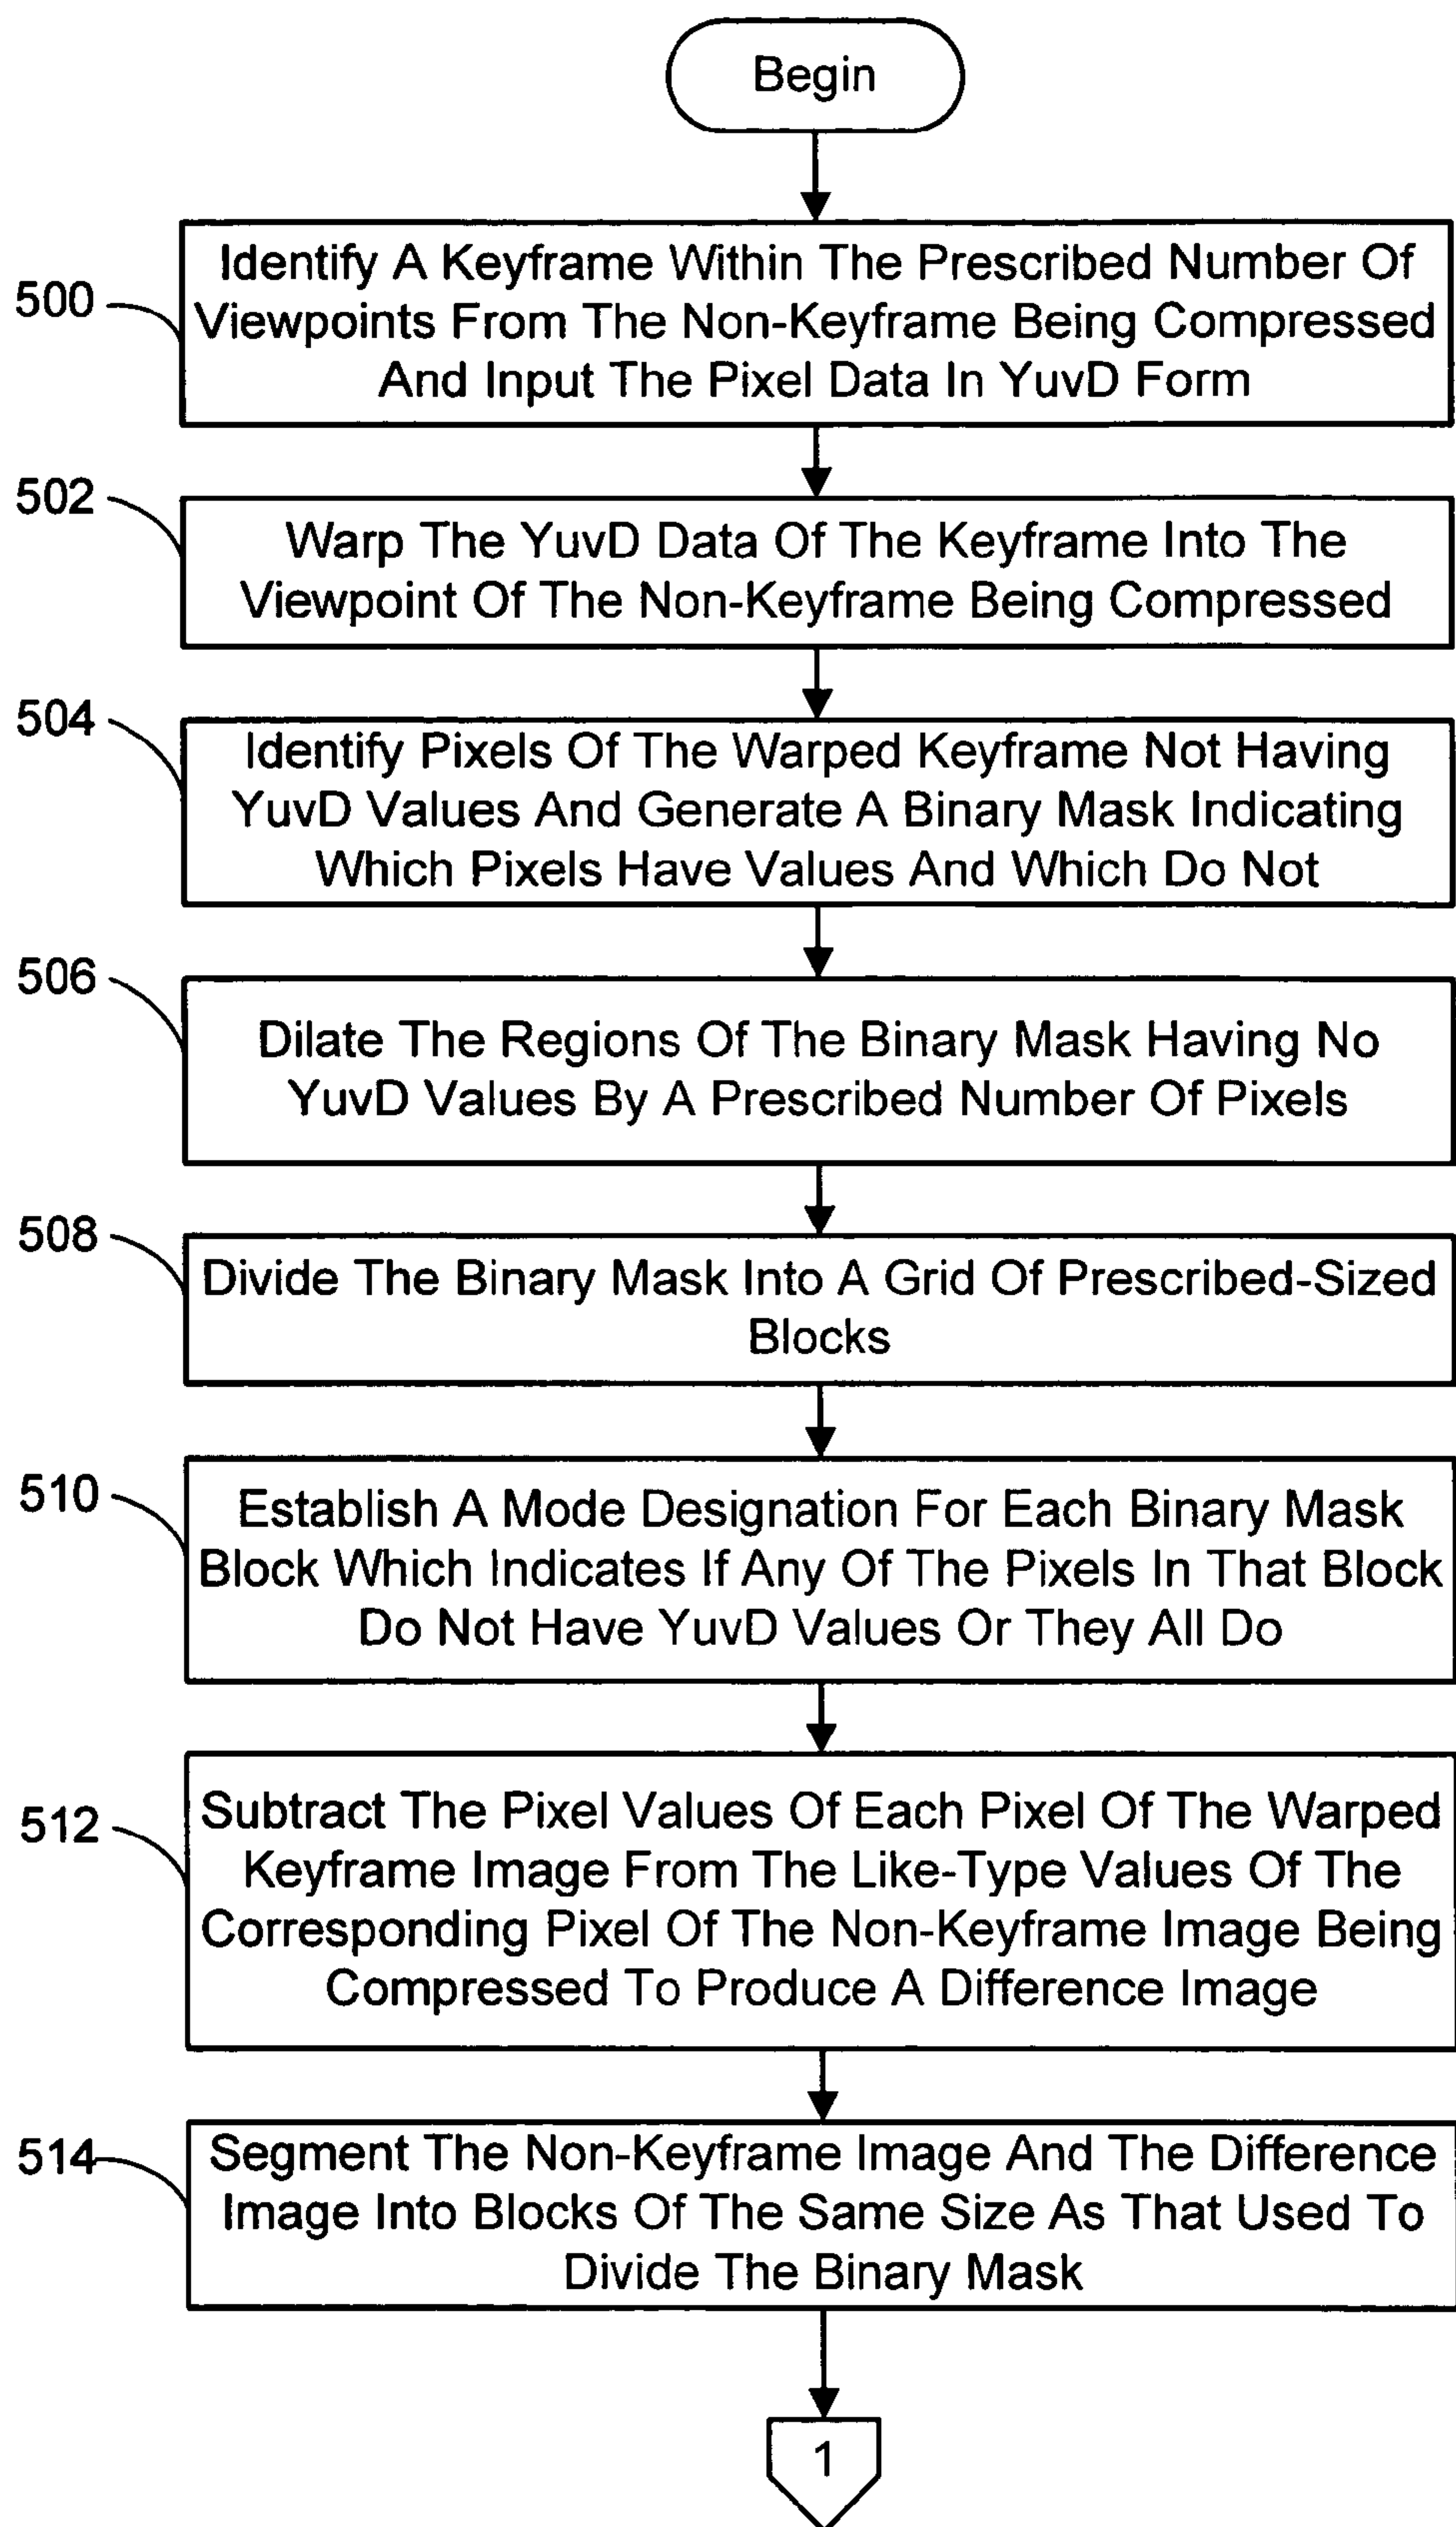 Begin
500
Identify A Keyframe Within The Prescribed Number Of
Viewpoints From The Non-Keyframe Being Compressed
And Input The Pixel Data In YuvD Form
502
Warp The YuvD Data Of The Keyframe Into The
Viewpoint Of The Non-Keyframe Being Compressed
504
Identify Pixels Of The Warped Keyframe Not Having
YuvD Values And Generate A Binary Mask Indicating
Which Pixels Have Values And Which Do Not
506
Dilate The Regions Of The Binary Mask Having No
YuvD Values By A Prescribed Number Of Pixels
508
Divide The Binary Mask Into A Grid Of Prescribed-Sized
Blocks
510
Establish A Mode Designation For Each Binary Mask
Block Which Indicates If Any Of The Pixels In That Block
Do Not Have YuvD Values Or They All Do
512
Subtract The Pixel Values Of Each Pixel Of The Warped
Keyframe Image From The Like-Type Values Of The
Corresponding Pixel Of The Non-Keyframe Image Being
Compressed To Produce A Difference Image
514
Segment The Non-Keyframe Image And The Difference
Image Into Blocks Of The Same Size As That Used To
Divide The Binary Mask
1